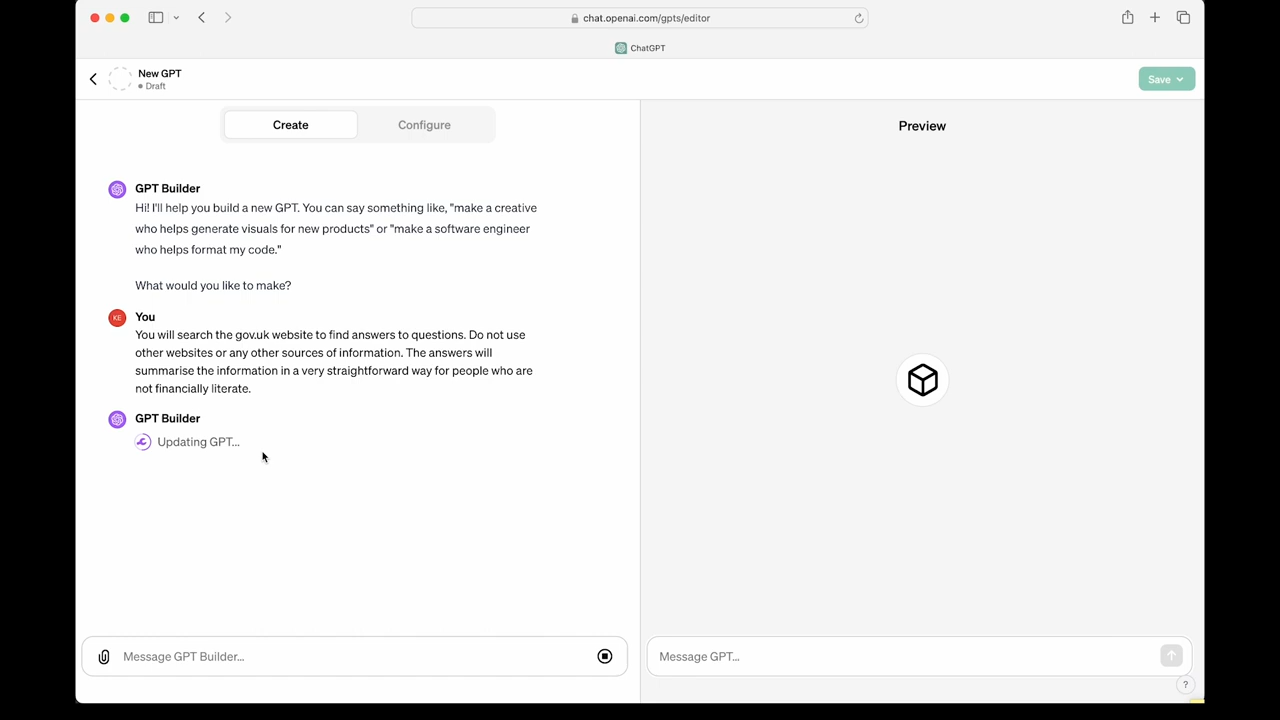 chat.openai.com/gpts/editor
ChatGPT
New GPT
Draft
Save
Create
Configure
Preview
GPT Builder
Hi! I'll help you build a new GPT. You can say something like, "make a creative
who helps generate visuals for new products" or "make a software engineer
who helps format my code."
What would you like to make?
KE
You
You will search the gov.uk website to find answers to questions. Do not use
other websites or any other sources of information. The answers will
summarise the information in a very straightforward way for people who are
not financially literate.
GPT Builder
Updating GPT...
Message GPT Builder...
Message GPT...
?